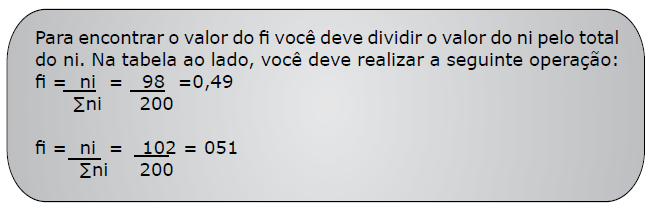 Para encontrar o valor do fi você deve dividir o valor do ni pelo total
do ni. Na tabela ao lado, você deve realizar a seguinte operação:
fi = ni = 98 =0,49
∑ni 200
fi = ni = 102 = 051
∑ni 200